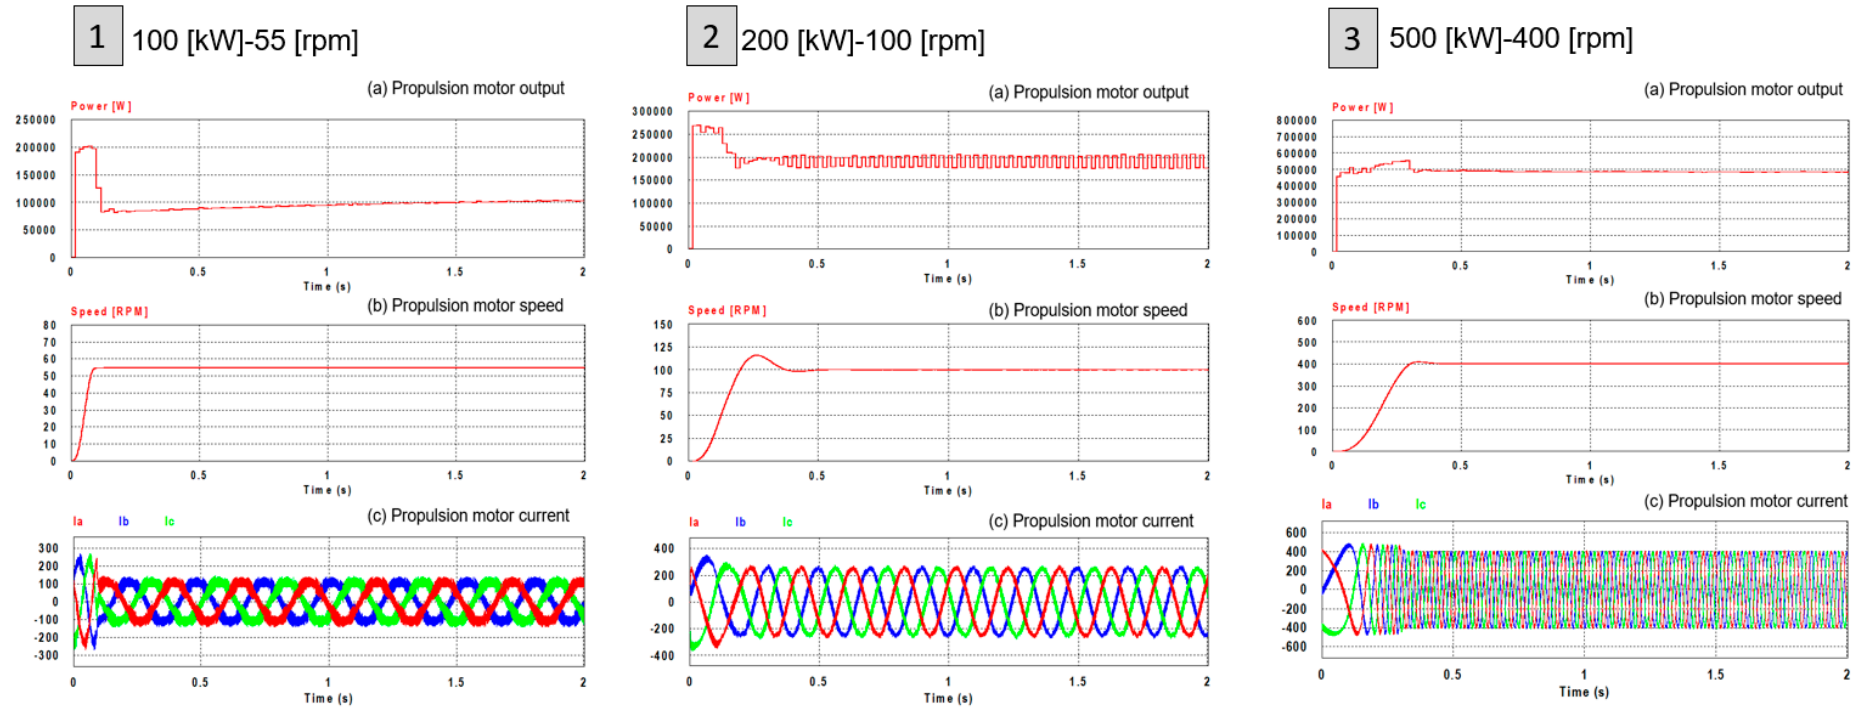 1 100 [kW]-55 [rpm]
(a) Propulsion motor output
Power [W]
250000
200000
150000
100000
50000
0
0 0.5 1 1.5 2
Time (s)
(b) Propulsion motor speed
Speed [RPM]
80
70
60
50
40
30
20
10
0
0 0.5 1 1.5 2
Time (s)
(c) Propulsion motor current
Ia Ib Ic
300
200
100
0
-100
-200
-300
0 0.5 1 1.5 2
Time (s)
2 200 [kW]-100 [rpm]
(a) Propulsion motor output
Power [W]
300000
250000
200000
150000
100000
50000
0
0 0.5 1 1.5 2
Time (s)
(b) Propulsion motor speed
Speed [RPM]
150
125
100
75
50
25
0
0 0.5 1 1.5 2
Time (s)
(c) Propulsion motor current
Ia Ib Ic
400
200
0
-200
-400
0 0.5 1 1.5 2
Time (s)
3 500 [kW]-400 [rpm]
(a) Propulsion motor output
Power [W]
800000
700000
600000
500000
400000
300000
200000
100000
0
0 0.5 1 1.5 2
Time (s)
(b) Propulsion motor speed
Speed [RPM]
600
500
400
300
200
100
0
0 0.5 1 1.5 2
Time (s)
(c) Propulsion motor current
Ia Ib Ic
600
400
200
0
-200
-400
-600
0 0.5 1 1.5 2
Time (s)